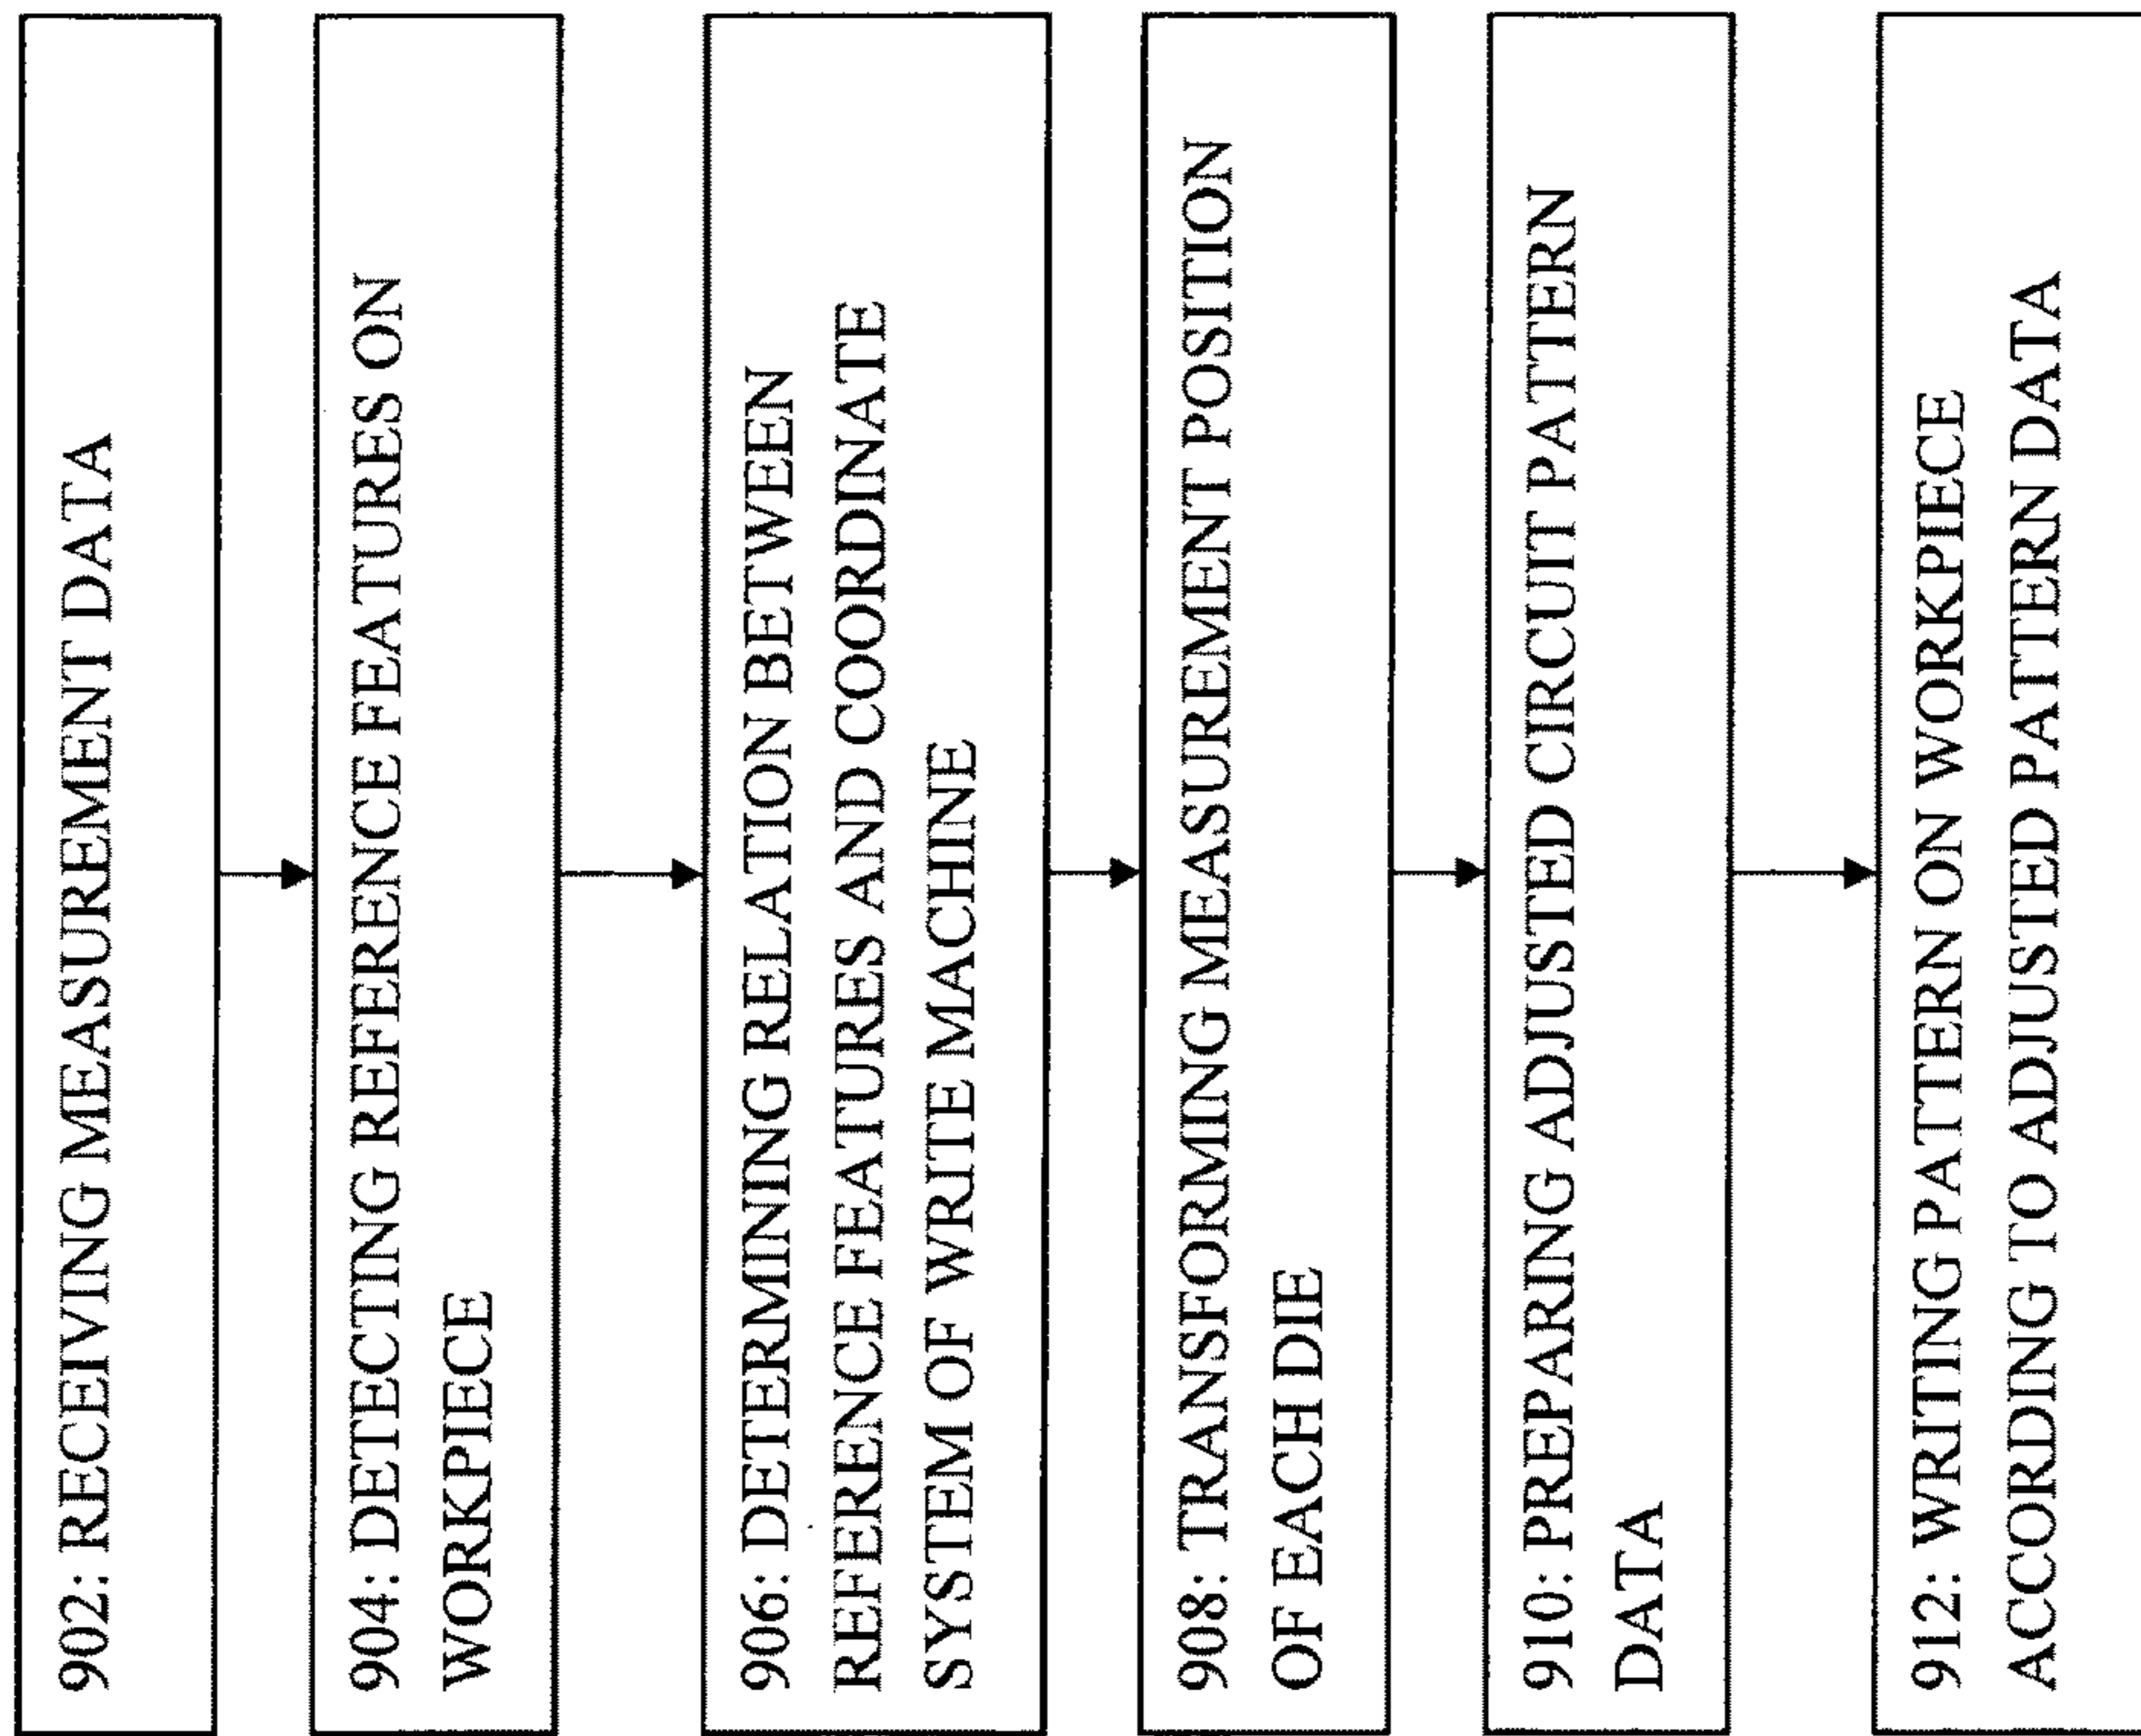 902: RECEIVING MEASUREMENT DATA
904: DETECTING REFERENCE FEATURES ON
WORKPIECE
906: DETERMINING RELATION BETWEEN
REFERENCE FEATURES AND COORDINATE
SYSTEM OF WRITE MACHINE
908: TRANSFORMING MEASUREMENT POSITION
OF EACH DIE
910: PREPARING ADJUSTED CIRCUIT PATTERN
DATA
912: WRITING PATTERN ON WORKPIECE
ACCORDING TO ADJUSTED PATTERN DATA